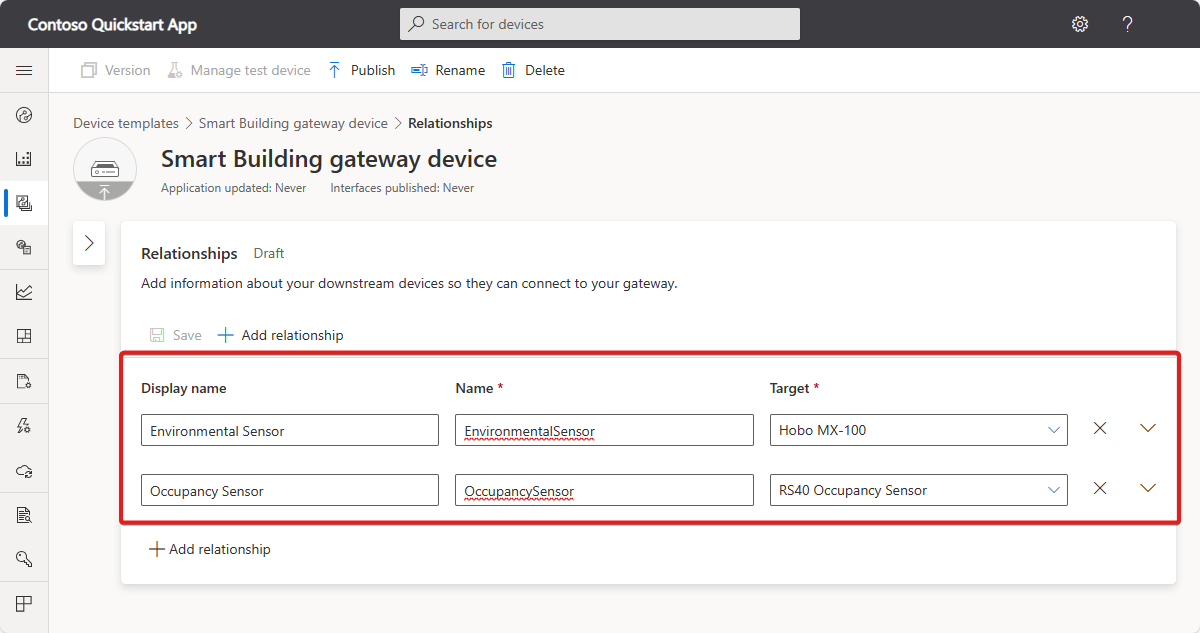 Contoso Quickstart App
Search for devices
?
Version Manage test device Publish Rename Delete
Device templates > Smart Building gateway device > Relationships
Smart Building gateway device
Application updated: Never Interfaces published: Never
Relationships Draft
Add information about your downstream devices so they can connect to your gateway.
Save + Add relationship
Display name Name * Target *
Environmental Sensor EnvironmentalSensor Hobo MX-100
Occupancy Sensor OccupancySensor RS40 Occupancy Sensor
+ Add relationship